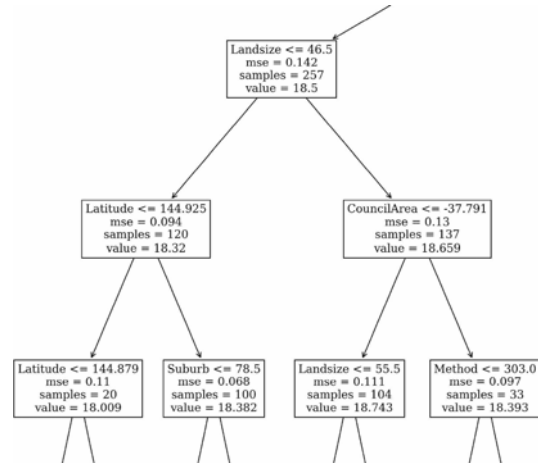 Landsize <= 46.5
mse = 0.142
samples = 257
value = 18.5
Latitude <= 144.925
mse = 0.094
samples = 120
value = 18.32
CouncilArea <= -37.791
mse = 0.13
samples = 137
value = 18.659
Latitude <= 144.879
mse = 0.11
samples = 20
value = 18.009
Suburb <= 78.5
mse = 0.068
samples = 100
value = 18.382
Landsize <= 55.5
mse = 0.111
samples = 104
value = 18.743
Method <= 303.0
mse = 0.097
samples = 33
value = 18.393